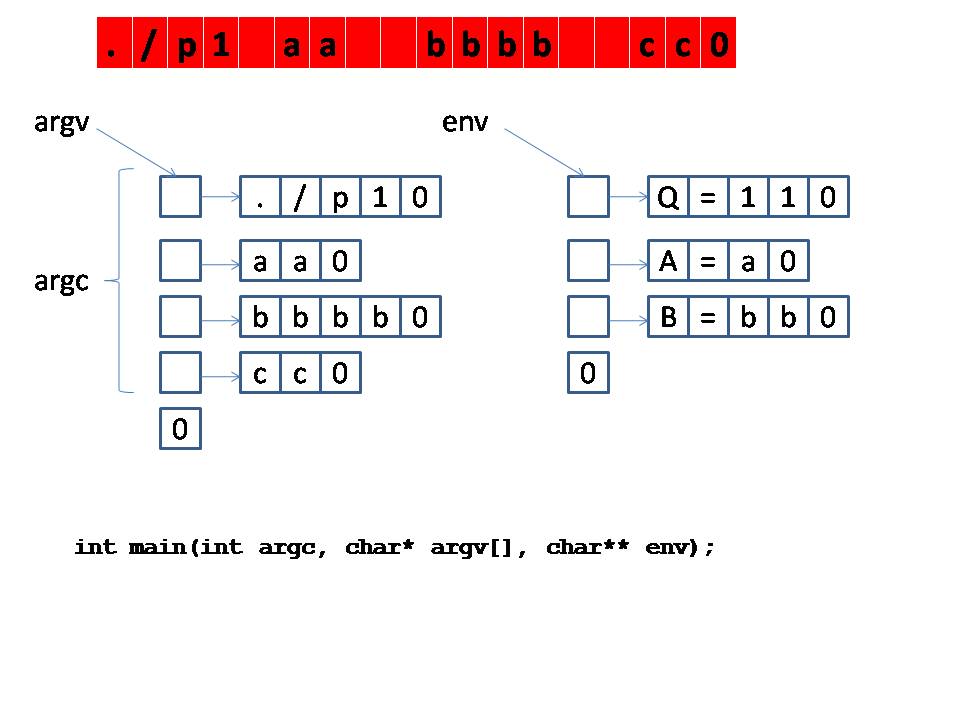 . / p 1 a a b b b b c c 0
argv env
. / p 1 0 Q = 1 1 0
argc
a a 0 A = a 0
b b b b 0 B = b b 0
c c 0 0
0
int main(int argc, char* argv[], char** env);